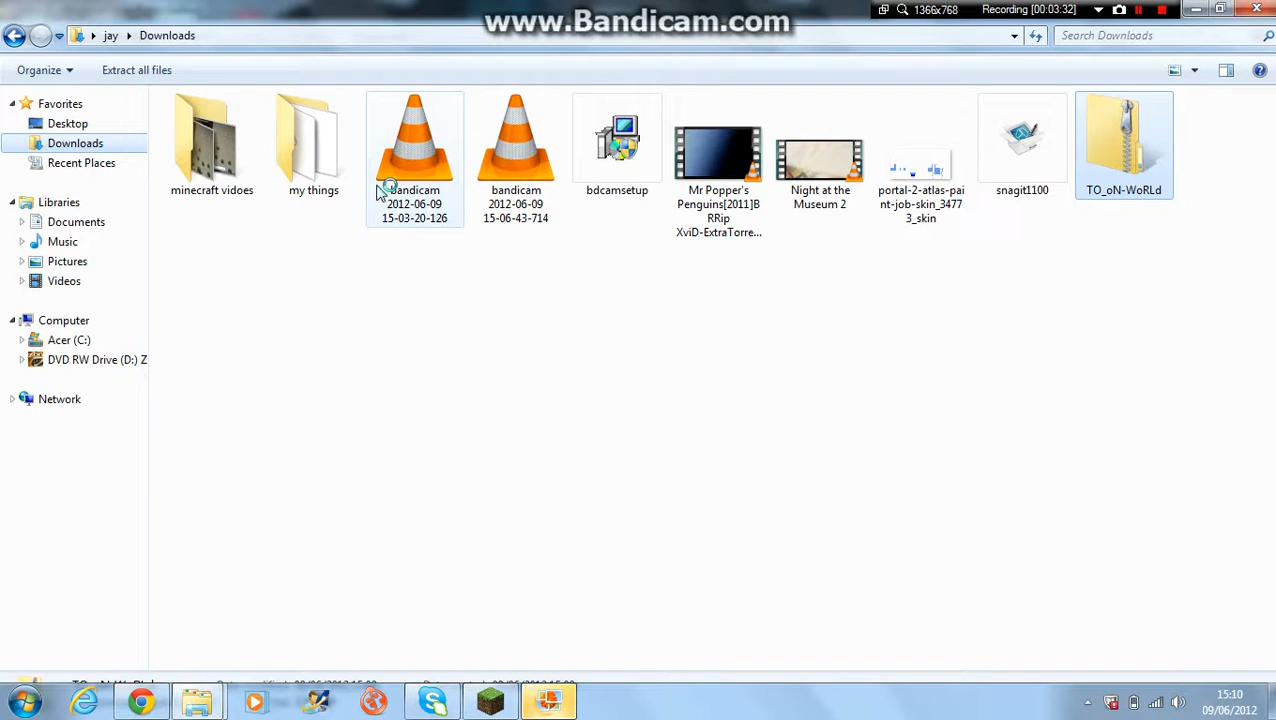 www.Bandicam.com
1366x768
Recording [00:03:32]
jay
Downloads
Search Downloads
Organize
Extract all files
Favorites
Desktop
Downloads
Recent Places
Libraries
Documents
Music
Pictures
Videos
Computer
Acer (C:)
DVD RW Drive (D:) Z
Network
minecraft vidoes
my things
bandicam
2012-06-09
15-03-20-126
bandicam
2012-06-09
15-06-43-714
bdcamsetup
Mr Popper's
Penguins[2011]B
RRip
XviD-ExtraTorre...
Night at the
Museum 2
portal-2-atlas-pai
nt-job-skin_3477
3_skin
snagit1100
TO_oN-WoRLd
15:10
09/06/2012